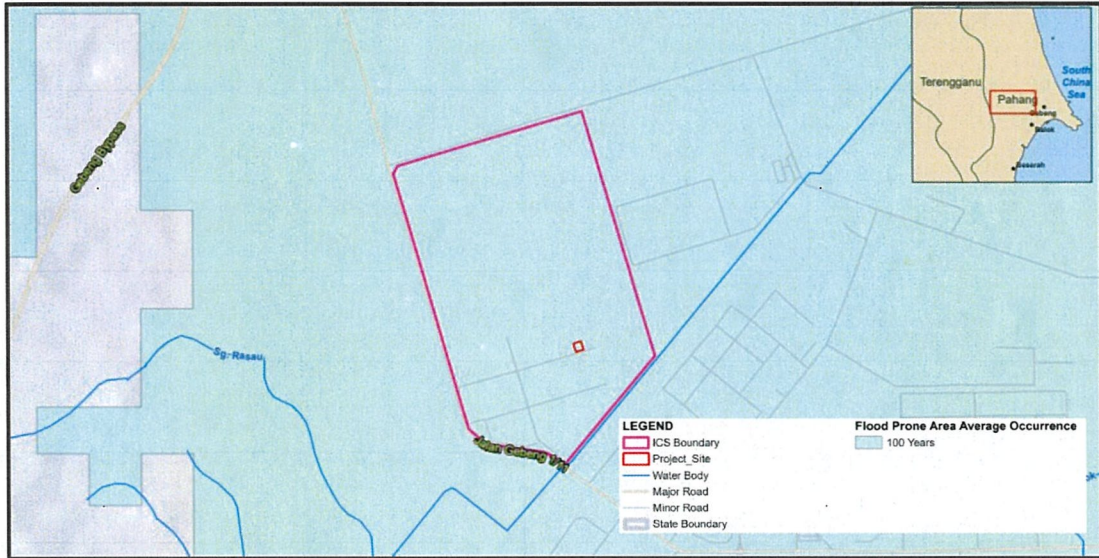 Gebeng Bypass
Sg. Rasau
Jalan Gebeng 1/11
Terengganu
Pahang
South
China
Sea
Gebeng
Balok
Beserah
LEGEND
ICS Boundary
Project_Site
Water Body
Major Road
Minor Road
State Boundary
Flood Prone Area Average Occurrence
100 Years